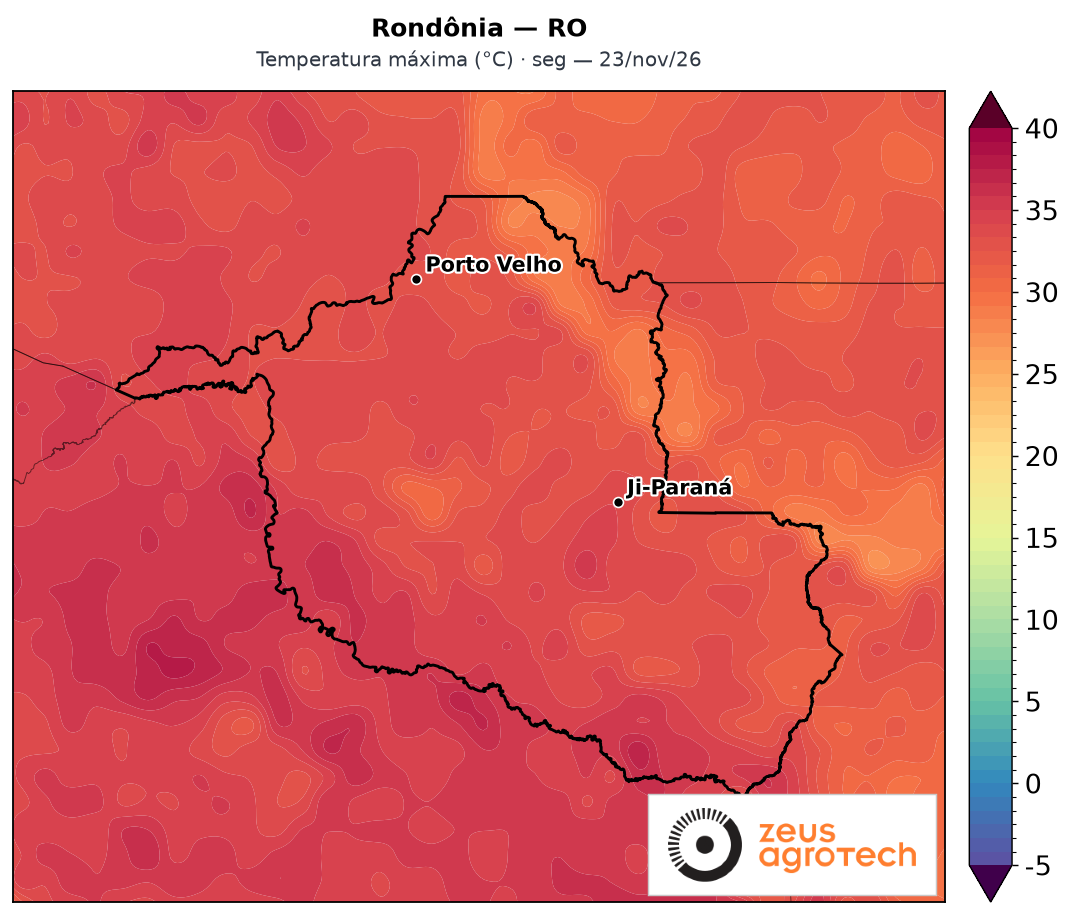 Rondônia — RO
Temperatura máxima (°C) · seg — 23/nov/26
Porto Velho
Ji-Paraná
40
35
30
25
20
15
10
5
0
-5
zeus
agrotech